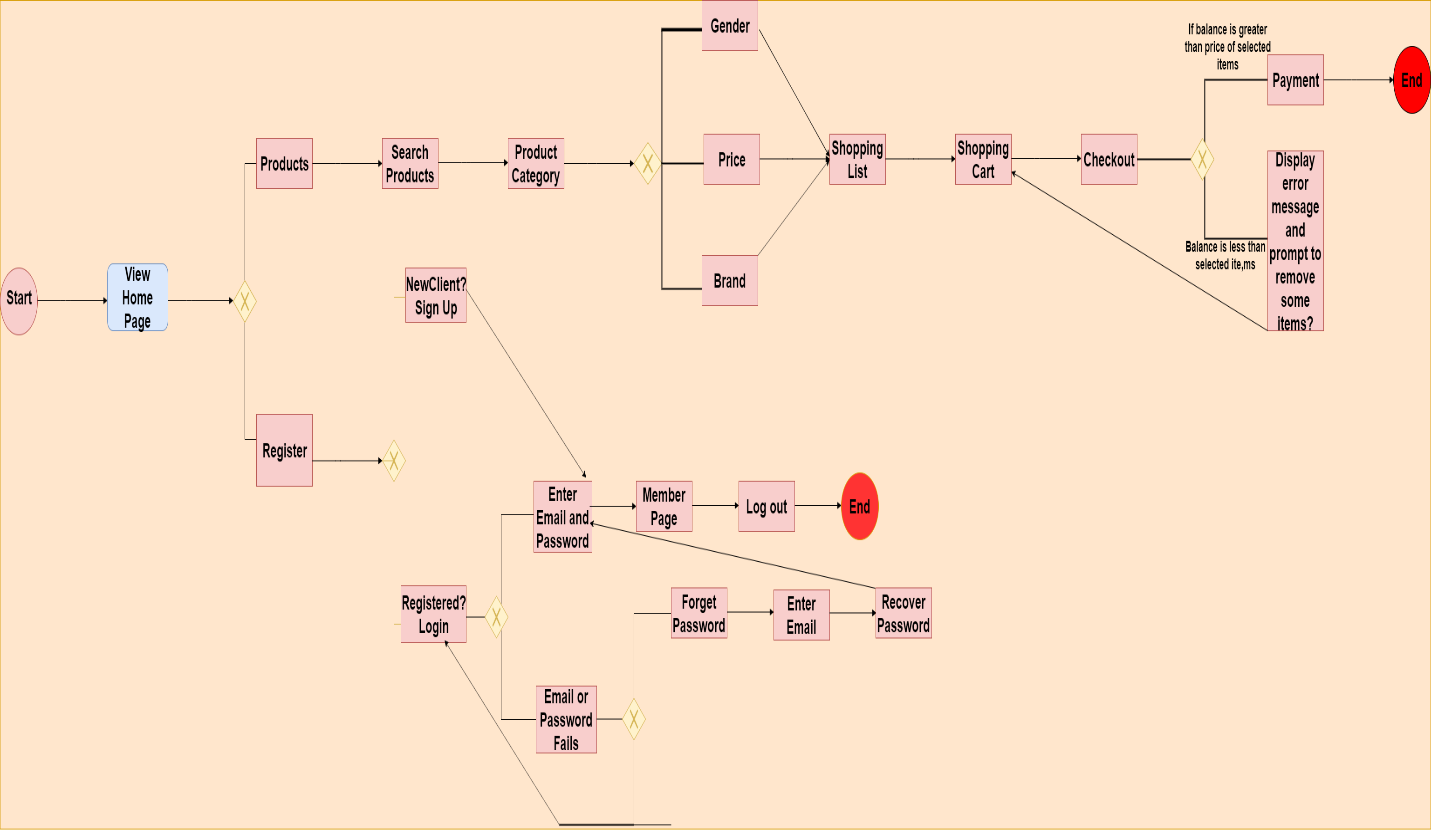 Start
View
Home
Page
Products
Search
Products
Product
Category
Gender
Price
Brand
Shopping
List
Shopping
Cart
Checkout
If balance is greater
than price of selected
items
Payment
End
Balance is less than
selected ite,ms
Display
error
message
and
prompt to
remove
some
items?
Register
NewClient?
Sign Up
Enter
Email and
Password
Member
Page
Log out
End
Registered?
Login
Forget
Password
Enter
Email
Recover
Password
Email or
Password
Fails